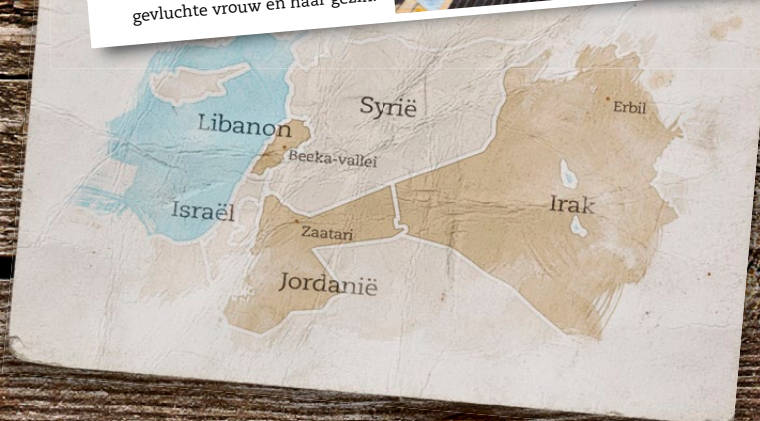 gevluchte vrouw en haar gezin.
Syrië
Erbil
Libanon
Beeka-vallei
Irak
Israël
Zaatari
Jordanië